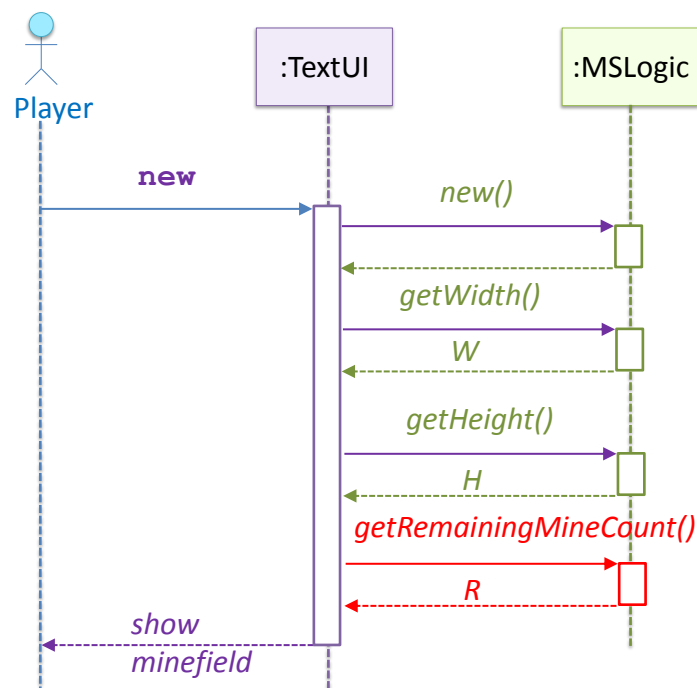 :TextUI
:MSLogic
Player
new
new()
getWidth()
W
getHeight()
H
getRemainingMineCount()
R
show
minefield